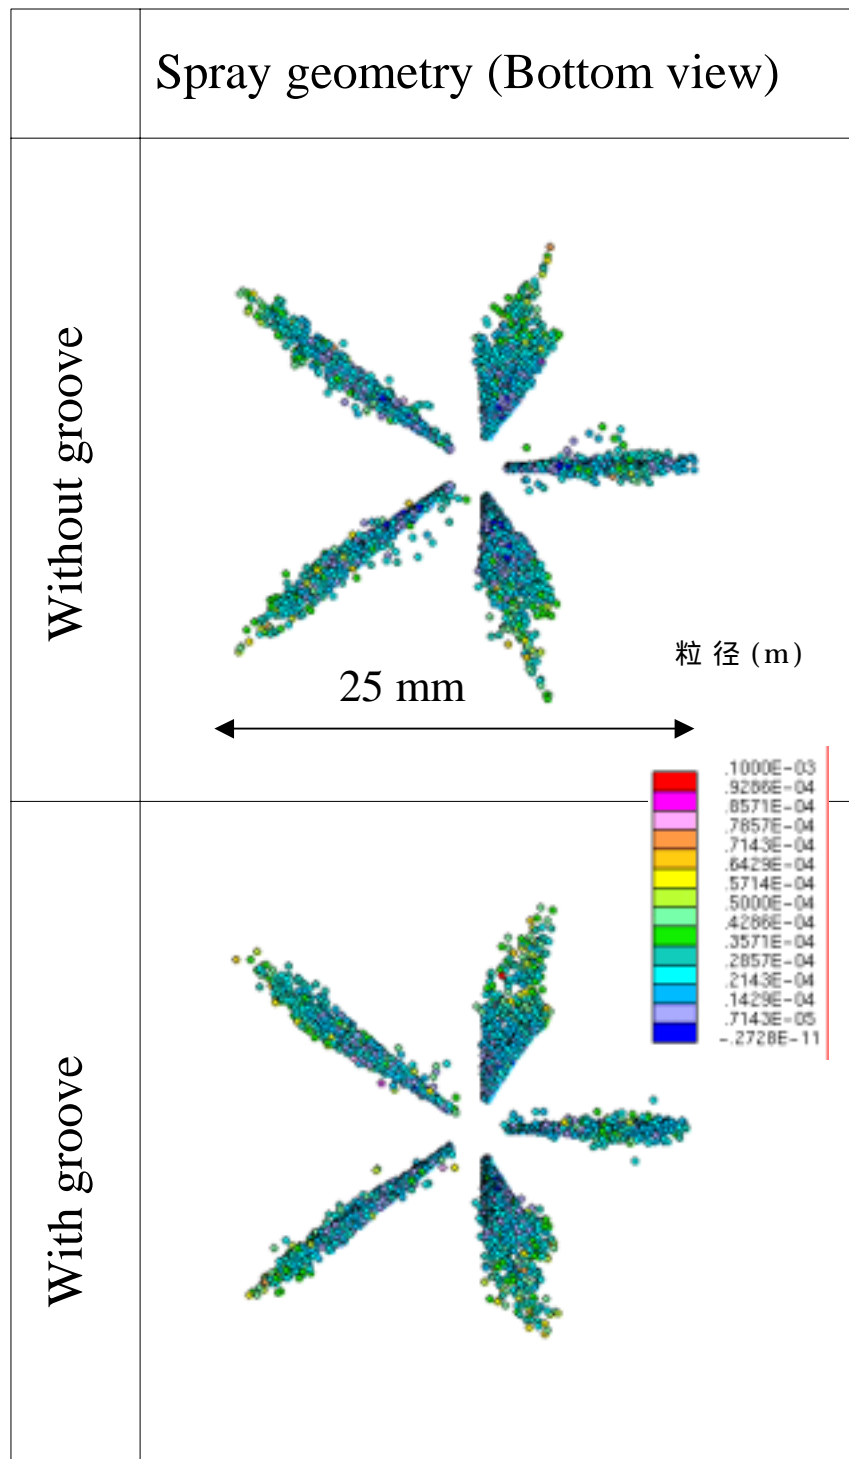 Spray geometry (Bottom view)
Without groove
粒 径 (m)
25 mm
.1000E-03
.9286E-04
.8571E-04
.7857E-04
.7143E-04
.6429E-04
.5714E-04
.5000E-04
.4286E-04
.3571E-04
.2857E-04
.2143E-04
.1429E-04
.7143E-05
-.2728E-11
With groove